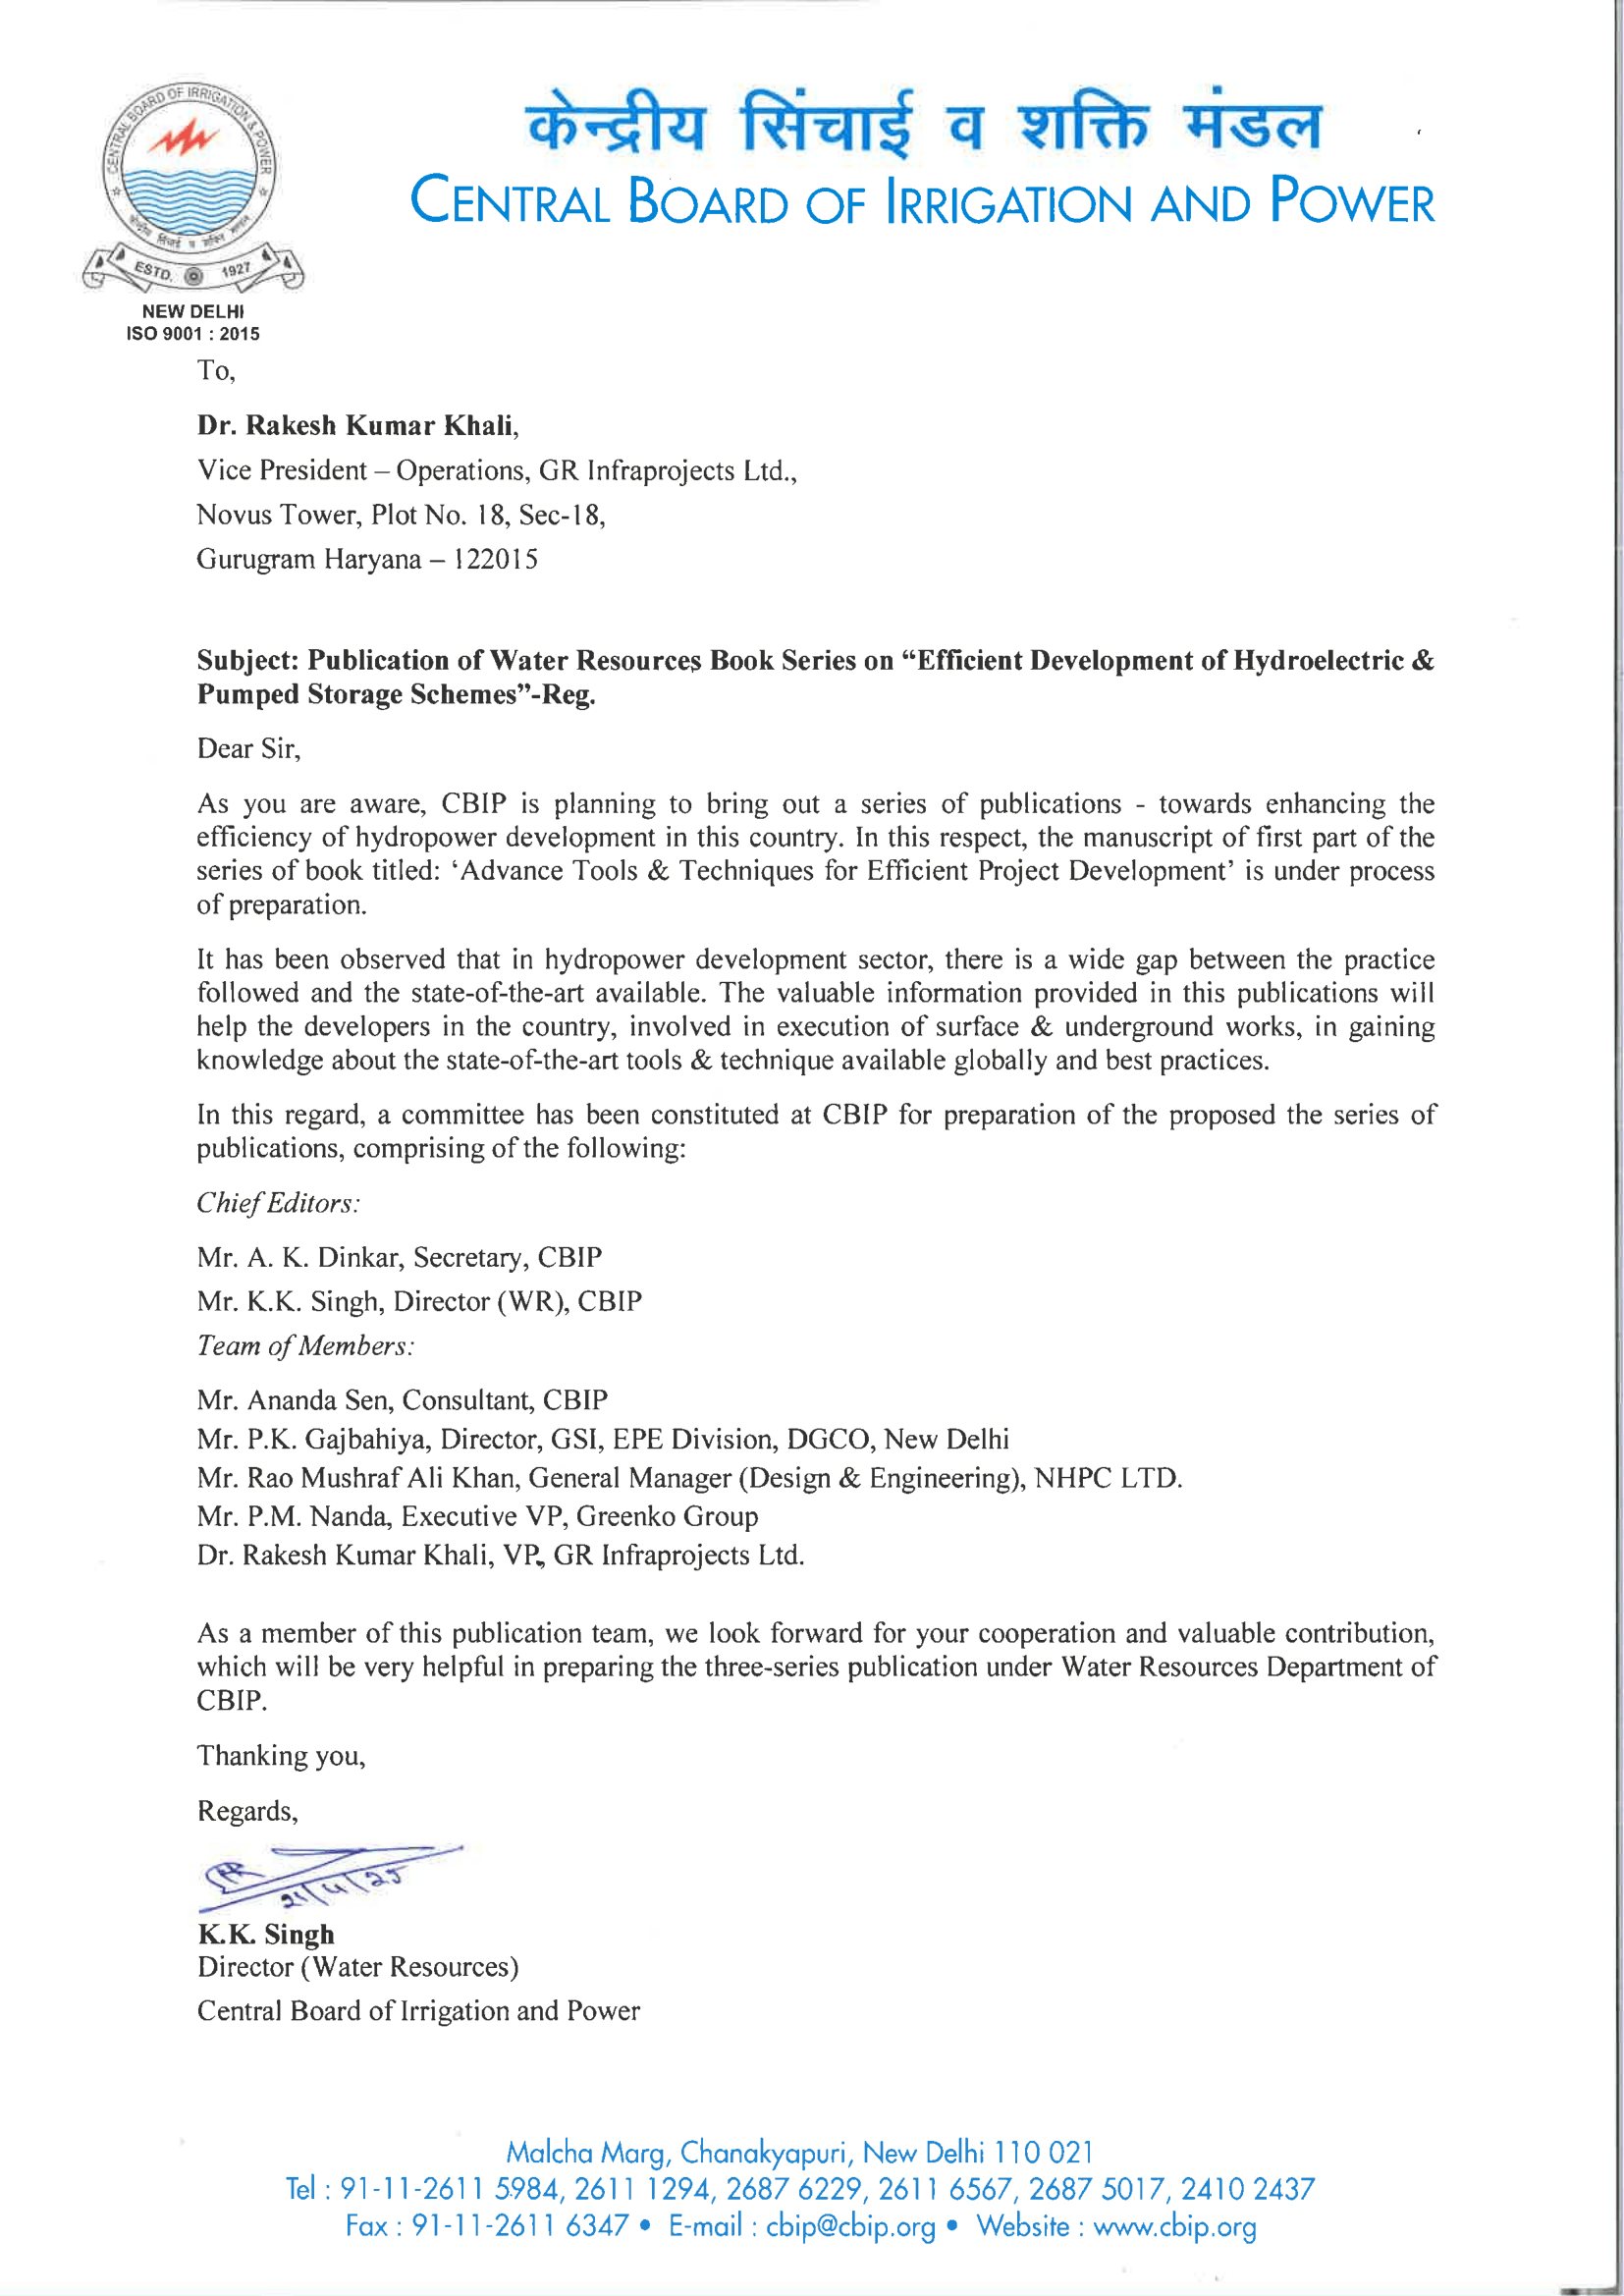 CENTRAL BOARD OF IRRIGATION & POWER
ESTD. 1927
NEW DELHI
ISO 9001 : 2015
केन्द्रीय सिंचाई व शक्ति मंडल
CENTRAL BOARD OF IRRIGATION AND POWER
To,
Dr. Rakesh Kumar Khali,
Vice President – Operations, GR Infraprojects Ltd.,
Novus Tower, Plot No. 18, Sec-18,
Gurugram Haryana – 122015
Subject: Publication of Water Resources Book Series on “Efficient Development of Hydroelectric &
Pumped Storage Schemes”-Reg.
Dear Sir,
As you are aware, CBIP is planning to bring out a series of publications - towards enhancing the
efficiency of hydropower development in this country. In this respect, the manuscript of first part of the
series of book titled: ‘Advance Tools & Techniques for Efficient Project Development’ is under process
of preparation.
It has been observed that in hydropower development sector, there is a wide gap between the practice
followed and the state-of-the-art available. The valuable information provided in this publications will
help the developers in the country, involved in execution of surface & underground works, in gaining
knowledge about the state-of-the-art tools & technique available globally and best practices.
In this regard, a committee has been constituted at CBIP for preparation of the proposed the series of
publications, comprising of the following:
Chief Editors:
Mr. A. K. Dinkar, Secretary, CBIP
Mr. K.K. Singh, Director (WR), CBIP
Team of Members:
Mr. Ananda Sen, Consultant, CBIP
Mr. P.K. Gajbahiya, Director, GSI, EPE Division, DGCO, New Delhi
Mr. Rao Mushraf Ali Khan, General Manager (Design & Engineering), NHPC LTD.
Mr. P.M. Nanda, Executive VP, Greenko Group
Dr. Rakesh Kumar Khali, VP, GR Infraprojects Ltd.
As a member of this publication team, we look forward for your cooperation and valuable contribution,
which will be very helpful in preparing the three-series publication under Water Resources Department of
CBIP.
Thanking you,
Regards,
21/4/25
K.K. Singh
Director (Water Resources)
Central Board of Irrigation and Power
Malcha Marg, Chanakyapuri, New Delhi 110 021
Tel : 91-11-2611 5984, 2611 1294, 2687 6229, 2611 6567, 2687 5017, 2410 2437
Fax : 91-11-2611 6347 • E-mail : cbip@cbip.org • Website : www.cbip.org